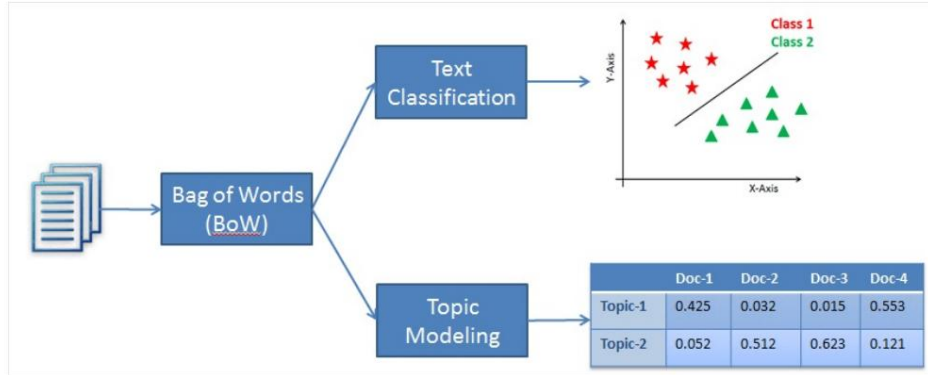 Class 1
Class 2
Y-Axis
X-Axis
Text
Classification
Bag of Words
(BoW)
Topic
Modeling
Doc-1 Doc-2 Doc-3 Doc-4
Topic-1 0.425 0.032 0.015 0.553
Topic-2 0.052 0.512 0.623 0.121